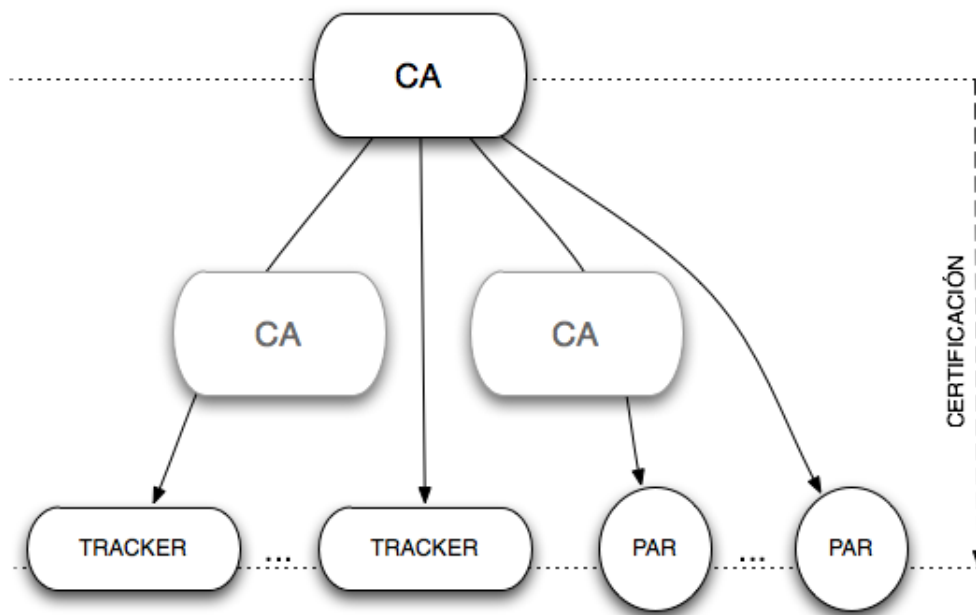 CA
CERTIFICACIÓN
CA
CA
TRACKER
...
TRACKER
PAR
...
PAR